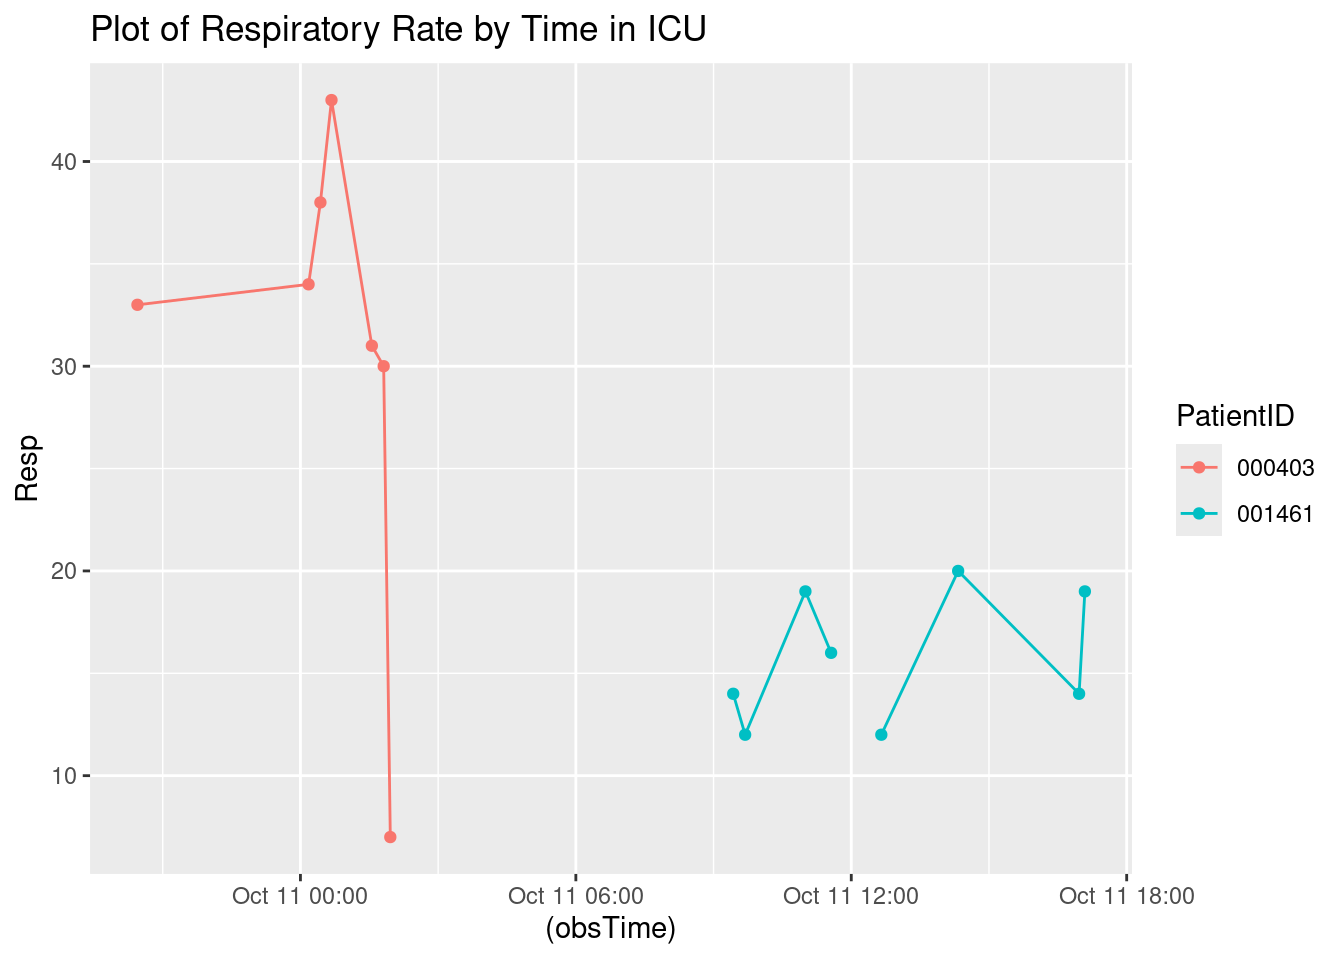 Plot of Respiratory Rate by Time in ICU
40
30
20
10
Resp
Oct 11 00:00
Oct 11 06:00
Oct 11 12:00
Oct 11 18:00
(obsTime)
PatientID
000403
001461